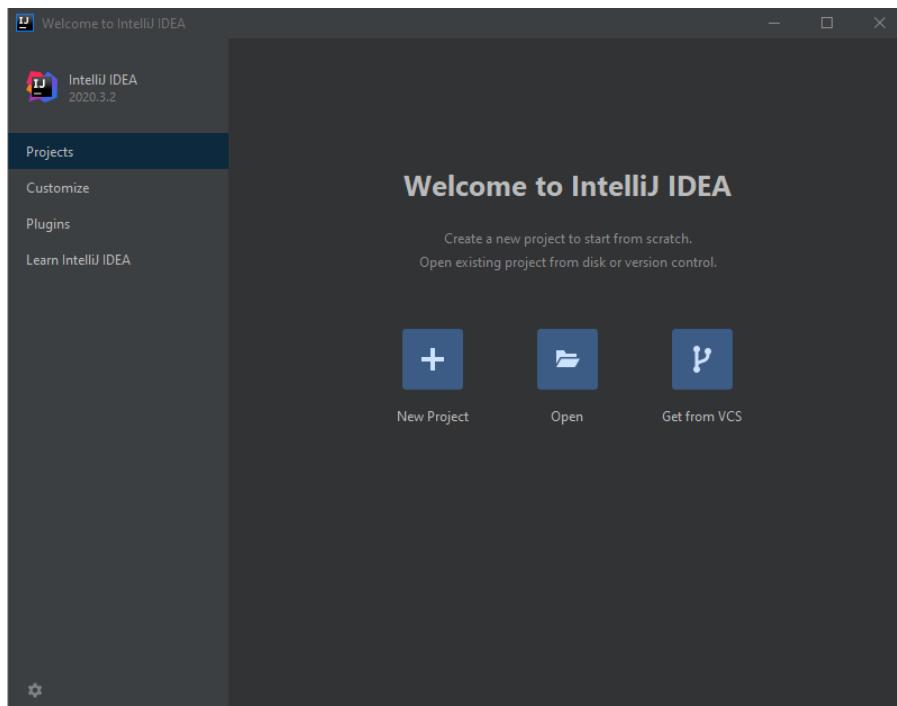 Welcome to IntelliJ IDEA
IntelliJ IDEA
2020.3.2
Projects
Customize
Plugins
Learn IntelliJ IDEA
Welcome to IntelliJ IDEA
Create a new project to start from scratch.
Open existing project from disk or version control.
New Project
Open
Get from VCS